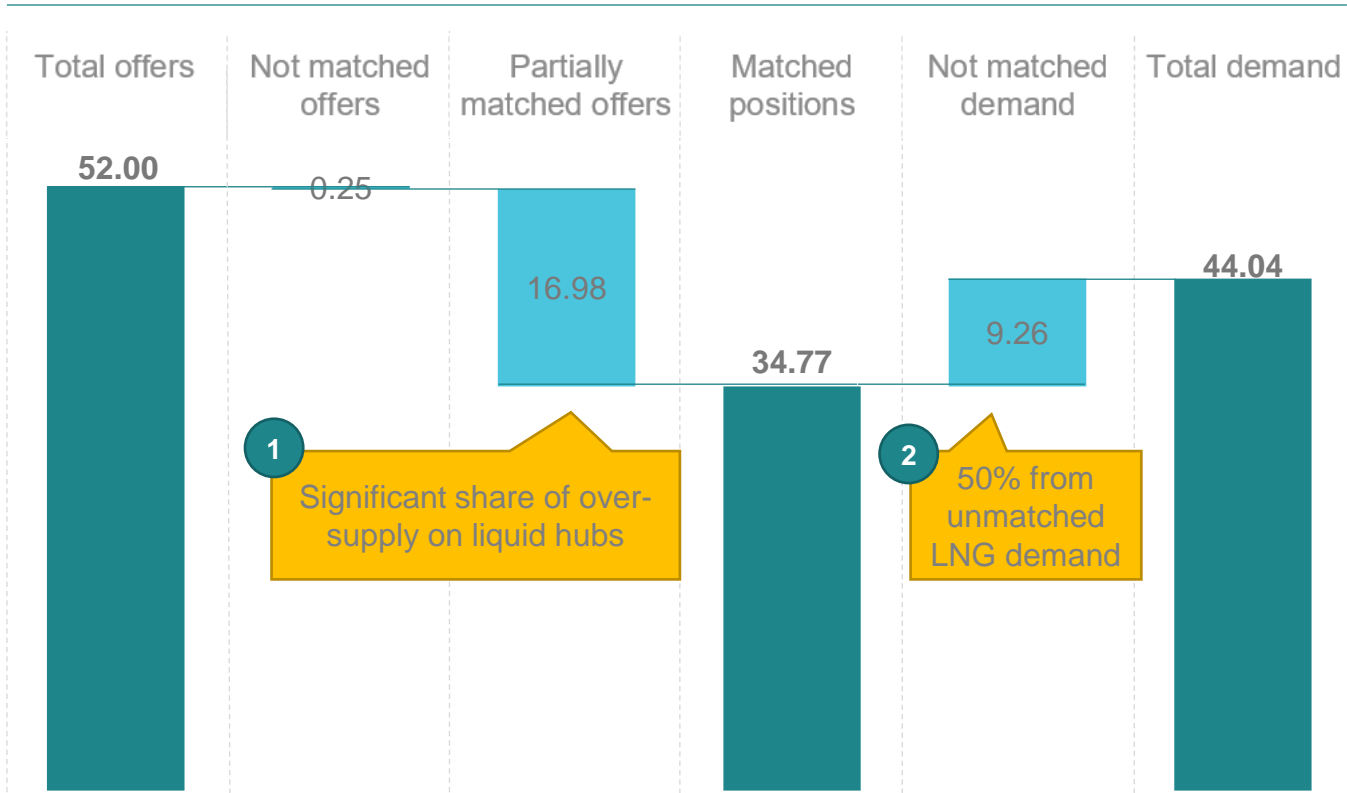 Total offers
Not matched
offers
Partially
matched offers
Matched
positions
Not matched
demand
Total demand
52.00
0.25
16.98
34.77
9.26
44.04
1
Significant share of over-
supply on liquid hubs
2
50% from
unmatched
LNG demand